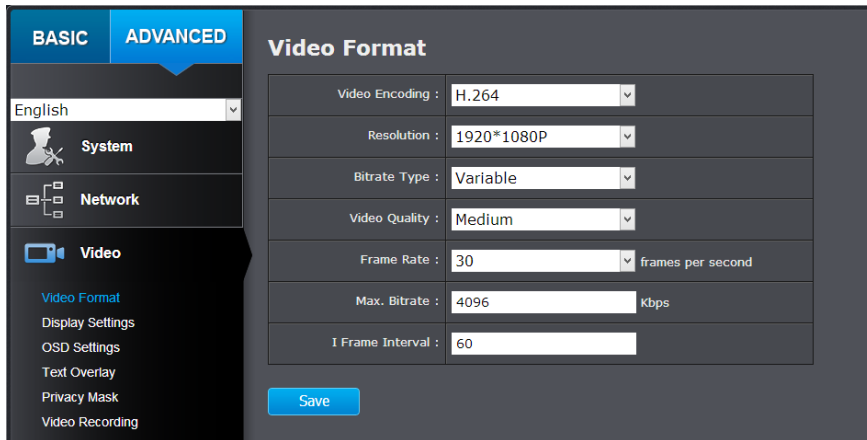 BASIC
ADVANCED
English
System
Network
Video
Video Format
Display Settings
OSD Settings
Text Overlay
Privacy Mask
Video Recording
Video Format
Video Encoding : H.264
Resolution : 1920*1080P
Bitrate Type : Variable
Video Quality : Medium
Frame Rate : 30 frames per second
Max. Bitrate : 4096 Kbps
I Frame Interval : 60
Save